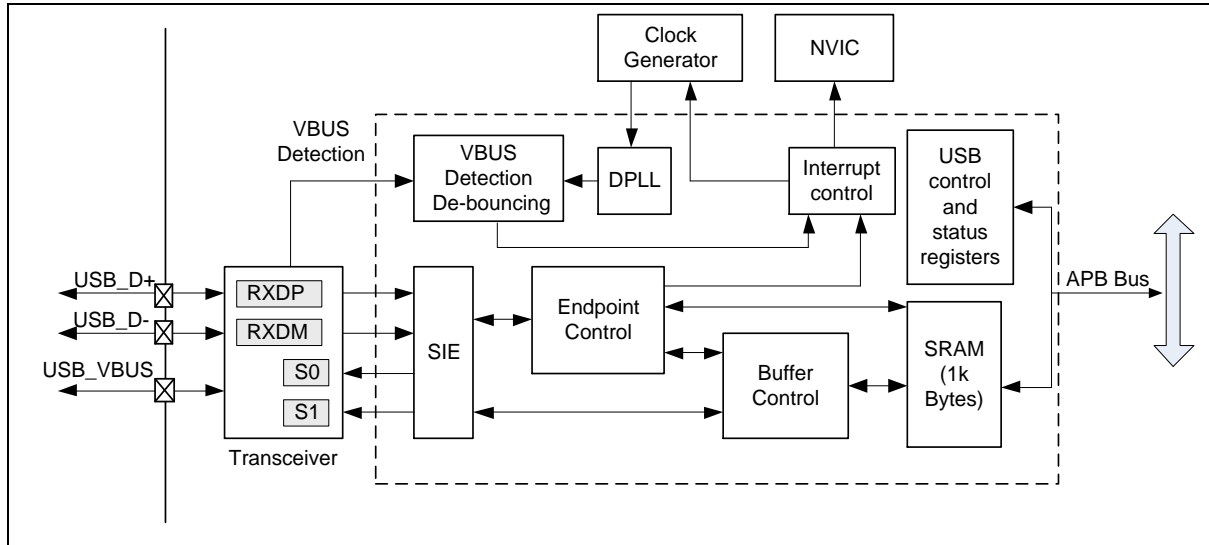 Clock
Generator
NVIC
VBUS
Detection
VBUS
Detection
De-bouncing
DPLL
Interrupt
control
USB
control
and
status
registers
USB_D+
USB_D-
USB_VBUS
RXDP
RXDM
S0
S1
Transceiver
SIE
Endpoint
Control
Buffer
Control
SRAM
(1k
Bytes)
APB Bus